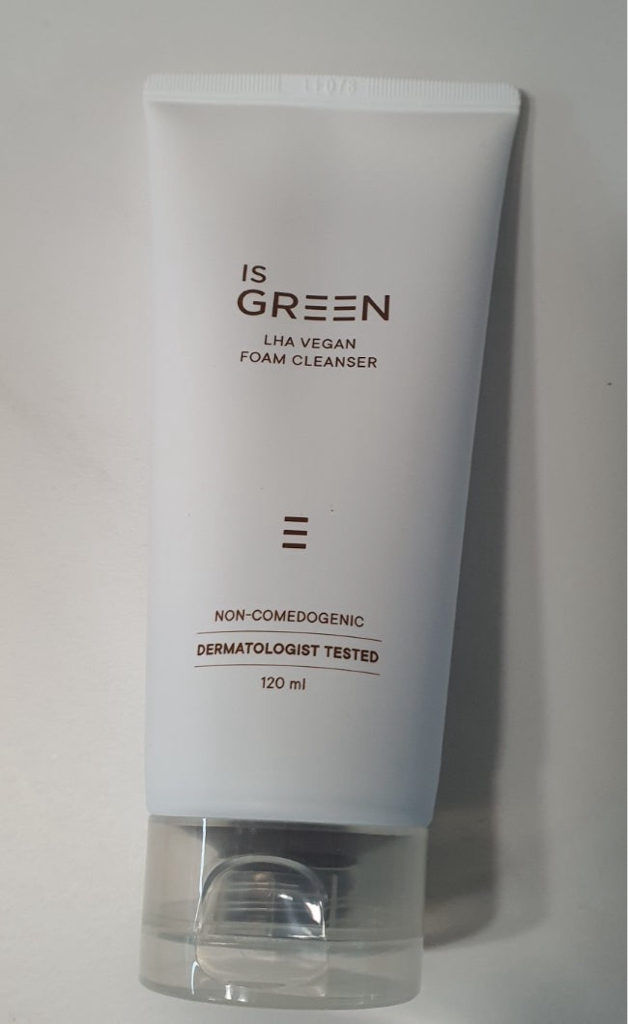 IS
GREEN
LHA VEGAN
FOAM CLEANSER
NON-COMEDOGENIC
DERMATOLOGIST TESTED
120 ml